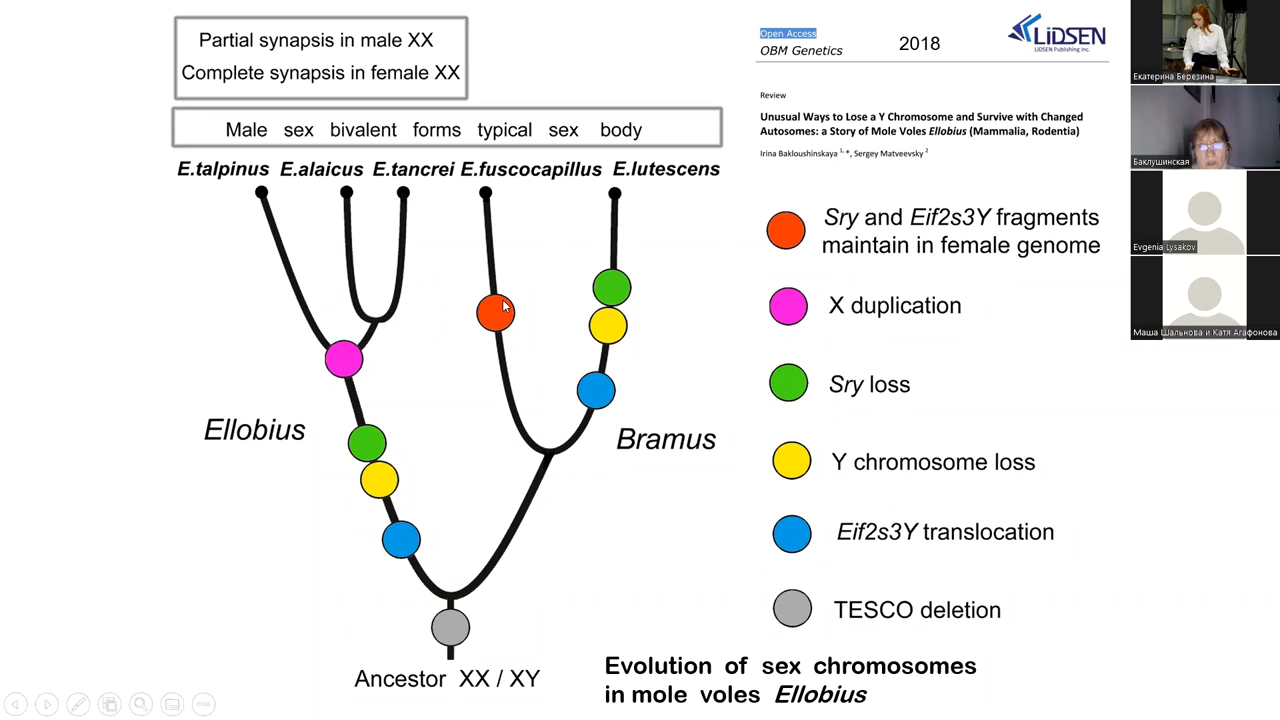 Partial synapsis in male XX
Complete synapsis in female XX
Male sex bivalent forms typical sex body
E.talpinus E.alaicus E.tancrei E.fuscocapillus E.lutescens
Ellobius
Bramus
Ancestor XX / XY
Open Access
OBM Genetics
2018
LiDSEN
LIDSEN Publishing Inc.
Review
Unusual Ways to Lose a Y Chromosome and Survive with Changed
Autosomes: a Story of Mole Voles Ellobius (Mammalia, Rodentia)
Irina Bakloushinskaya 1, *, Sergey Matveevsky 2
Sry and Eif2s3Y fragments
maintain in female genome
X duplication
Sry loss
Y chromosome loss
Eif2s3Y translocation
TESCO deletion
Evolution of sex chromosomes
in mole voles Ellobius
Екатерина Березина
Баклушинская
Evgenia Lysakov
Маша Шальнова и Катя Агафонова